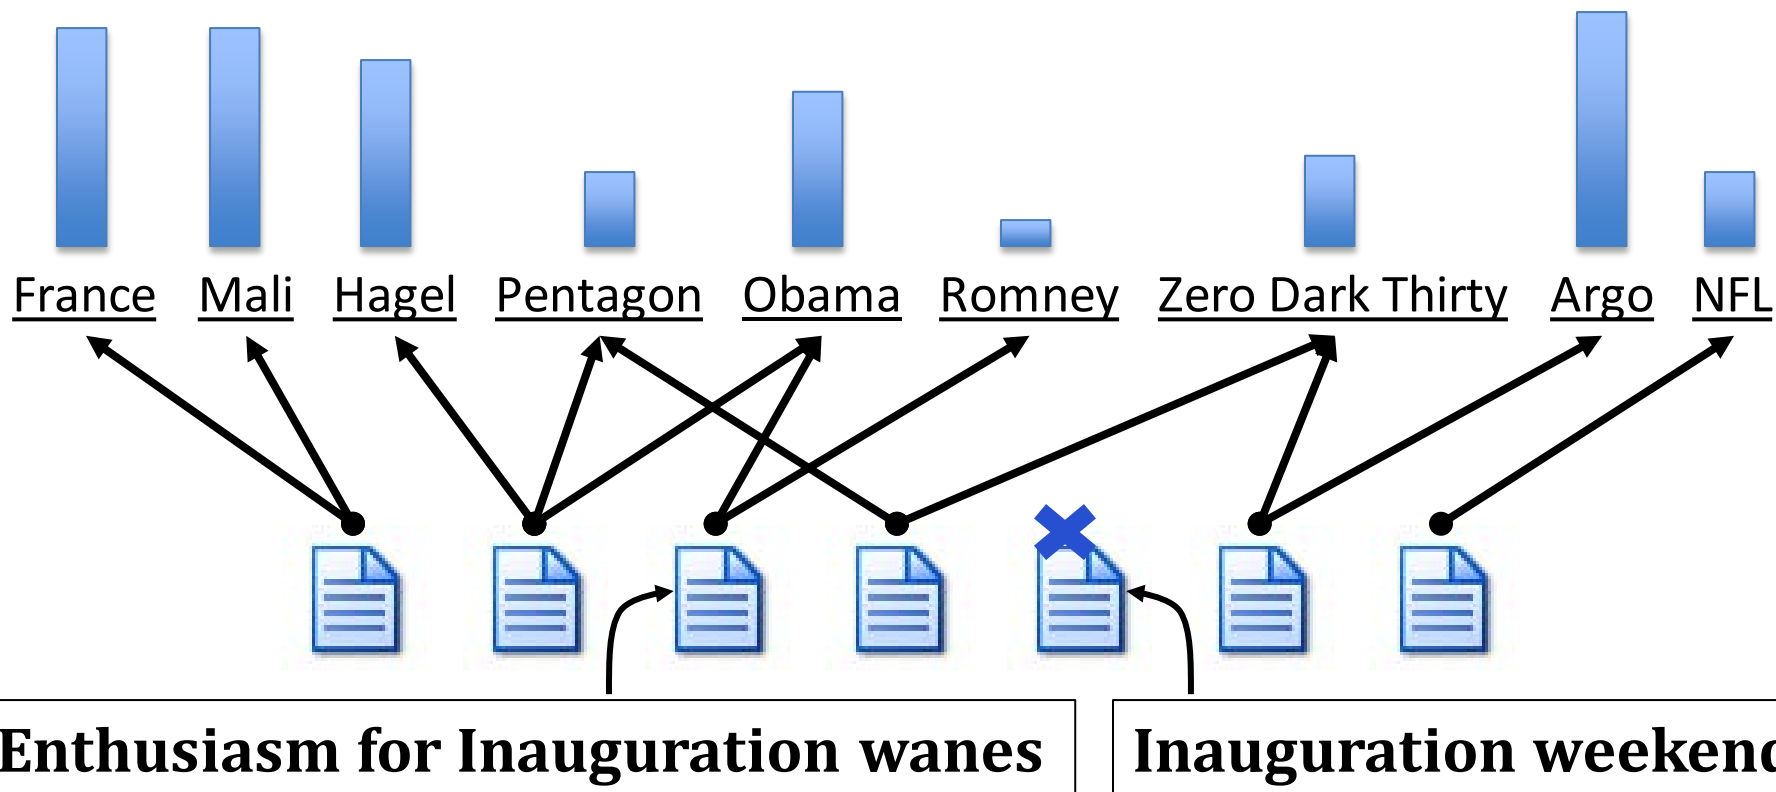 France Mali Hagel Pentagon Obama Romney Zero Dark Thirty Argo NFL
Enthusiasm for Inauguration wanes
Inauguration weekend